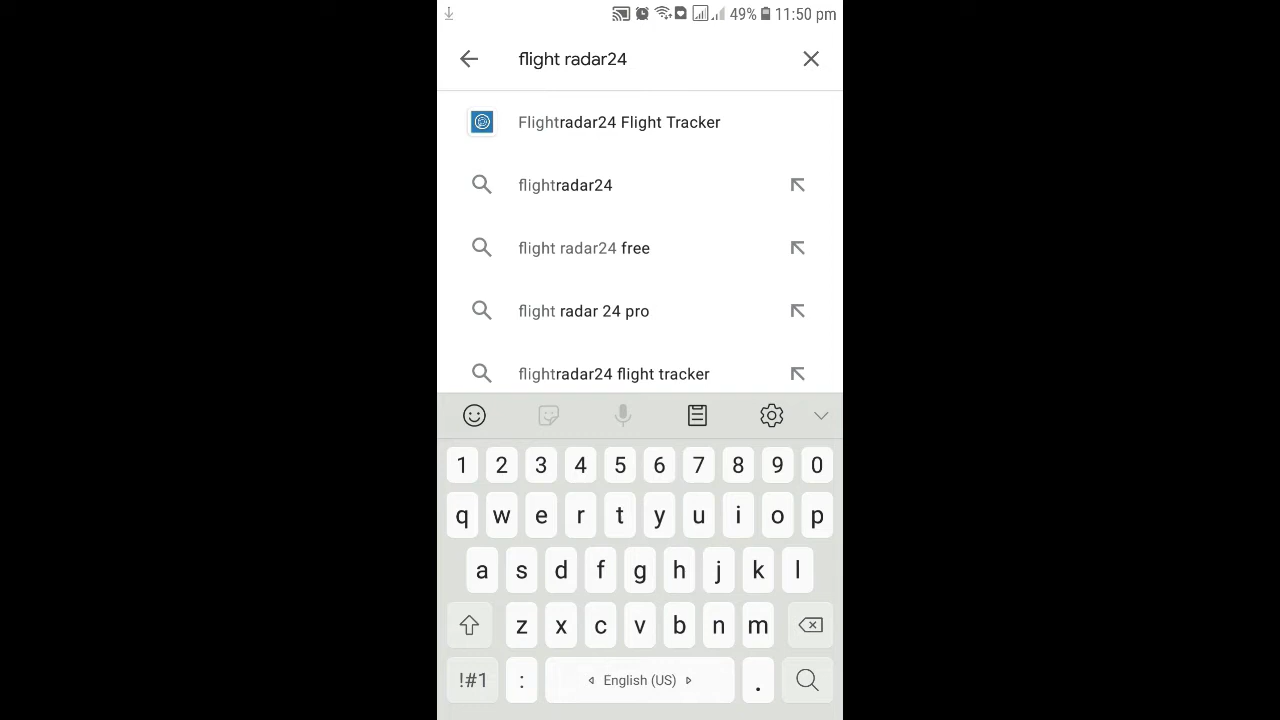 49% 11:50 pm
flight radar24
Flightradar24 Flight Tracker
flightradar24
flight radar24 free
flight radar 24 pro
flightradar24 flight tracker
1 2 3 4 5 6 7 8 9 0
q w e r t y u i o p
a s d f g h j k l
z x c v b n m
!#1 : English (US) .